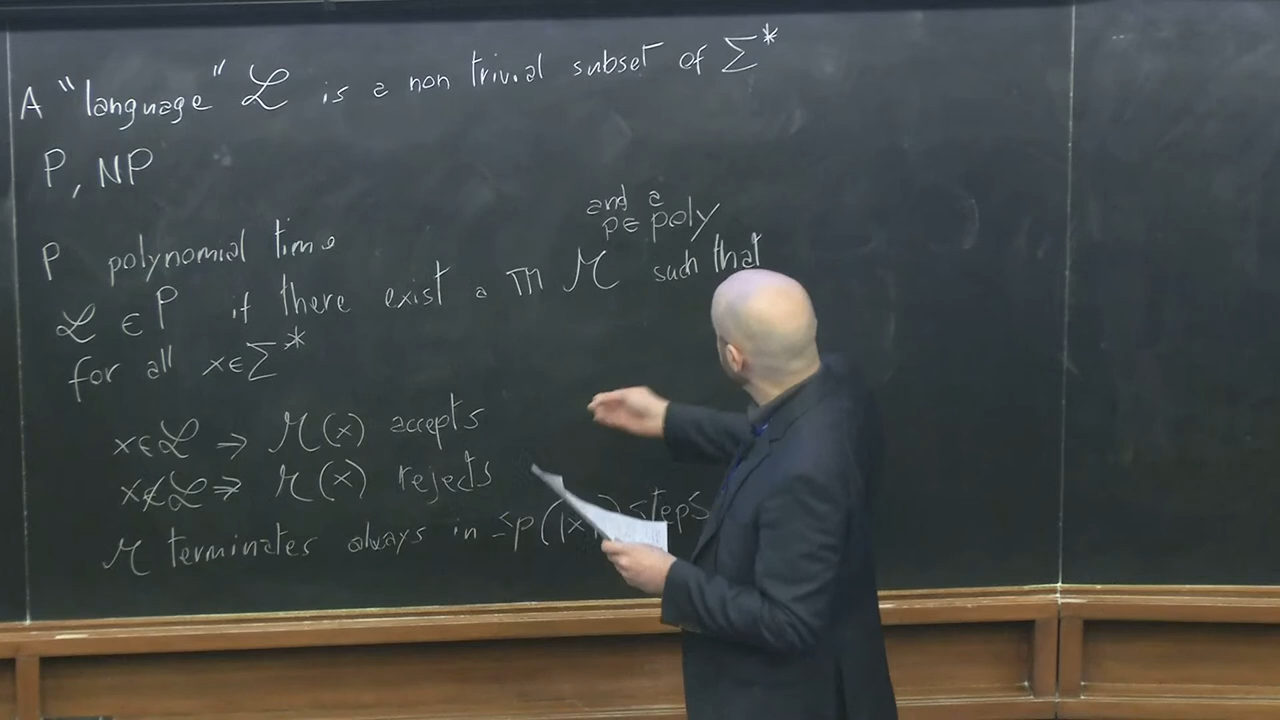 A "language" ℒ is a non trivial subset of Σ*
P, NP
P polynomial time
and a
p∈ poly
ℒ ∈ P if there exist a TM ℳ such that
for all x∈Σ*
x∈ℒ ⇒ ℳ(x) accepts
x∉ℒ ⇒ ℳ(x) rejects
ℳ terminates always in ≤p(|x|) steps